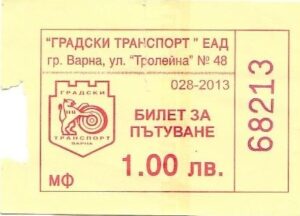 "ГРАДСКИ ТРАНСПОРТ" ЕАД
гр. Варна, ул. "Тролейна" № 48
028-2013
ГРАДСКИ
ТРАНСПОРТ
ВАРНА
БИЛЕТ ЗА
ПЪТУВАНЕ
МФ
1.00 лв.
68213